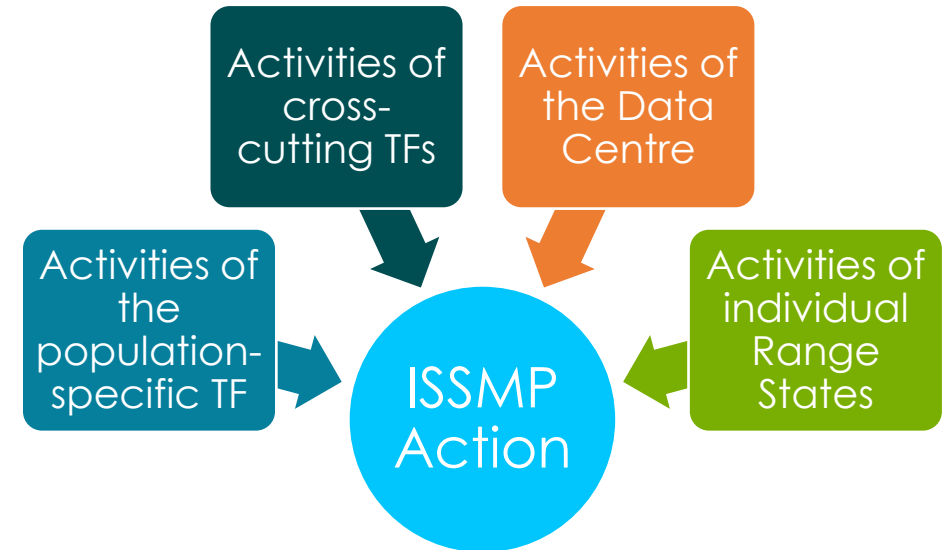 Activities of
the
population-
specific TF
Activities of
cross-
cutting TFs
Activities of
the Data
Centre
Activities of
individual
Range
States
ISSMP
Action